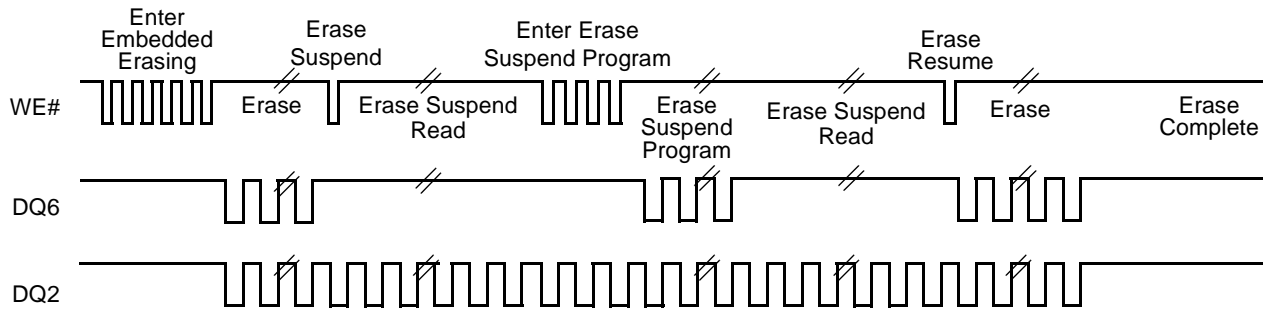 Enter
Embedded
Erasing
Erase
Suspend
Enter Erase
Suspend Program
Erase
Resume
WE#
Erase
Erase Suspend
Read
Erase
Suspend
Program
Erase Suspend
Read
Erase
Erase
Complete
DQ6
DQ2